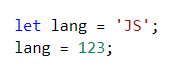 let lang = 'JS';
lang = 123;